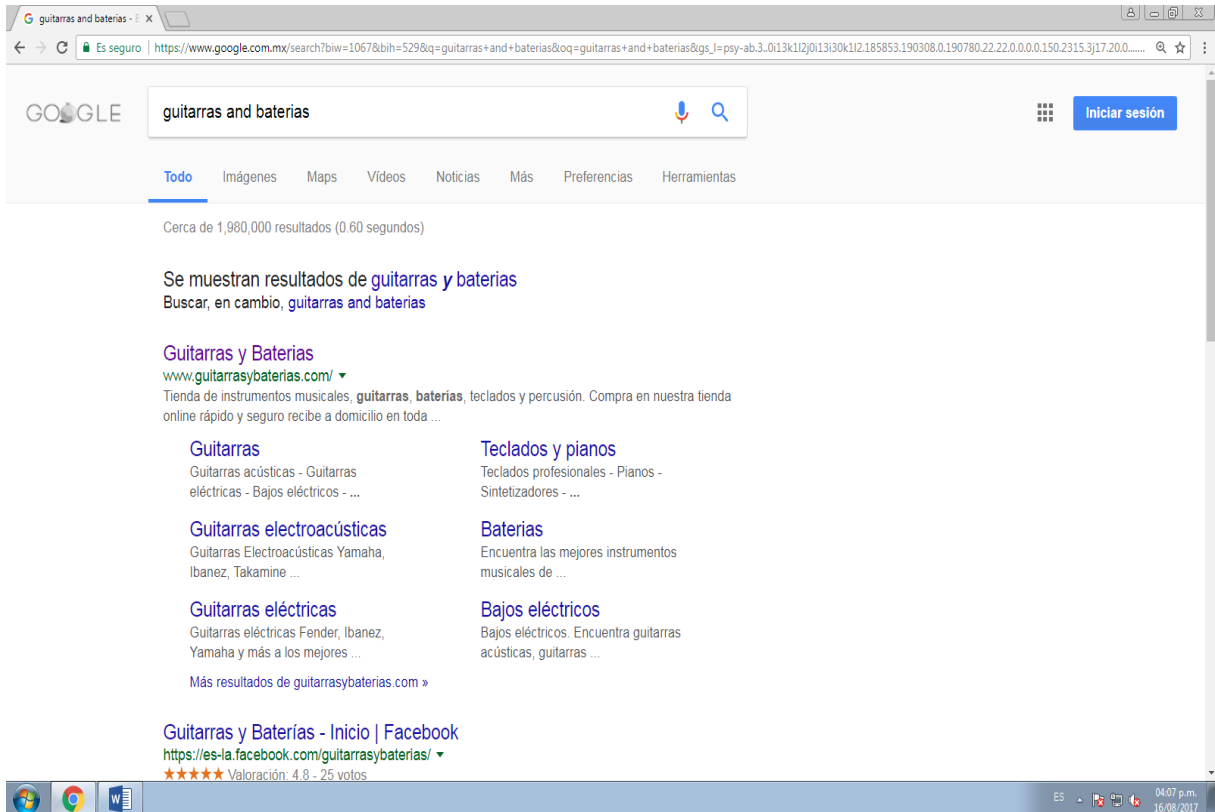 guitarras and baterias - E
Es seguro
https://www.google.com.mx/search?biw=1067&bih=529&q=guitarras+and+baterias&oq=guitarras+and+baterias&gs_l=psy-ab.3..0i13k1l2j0i13i30k1l2.185853.190308.0.190780.22.22.0.0.0.0.150.2315.3j17.20.0.......
GOOGLE
guitarras and baterias
Iniciar sesión
Todo Imágenes Maps Vídeos Noticias Más Preferencias Herramientas
Cerca de 1,980,000 resultados (0.60 segundos)
Se muestran resultados de guitarras y baterias
Buscar, en cambio, guitarras and baterias
Guitarras y Baterias
www.guitarrasybaterias.com/
Tienda de instrumentos musicales, guitarras, baterías, teclados y percusión. Compra en nuestra tienda
online rápido y seguro recibe a domicilio en toda ...
Guitarras
Guitarras acústicas - Guitarras
eléctricas - Bajos eléctricos - ...
Teclados y pianos
Teclados profesionales - Pianos -
Sintetizadores - ...
Guitarras electroacústicas
Guitarras Electroacústicas Yamaha,
Ibanez, Takamine ...
Baterias
Encuentra las mejores instrumentos
musicales de ...
Guitarras eléctricas
Guitarras eléctricas Fender, Ibanez,
Yamaha y más a los mejores ...
Bajos eléctricos
Bajos eléctricos. Encuentra guitarras
acústicas, guitarras ...
Más resultados de guitarrasybaterias.com »
Guitarras y Baterías - Inicio | Facebook
https://es-la.facebook.com/guitarrasybaterias/
Valoración: 4.8 - 25 votos
ES
04:07 p.m.
16/08/2017